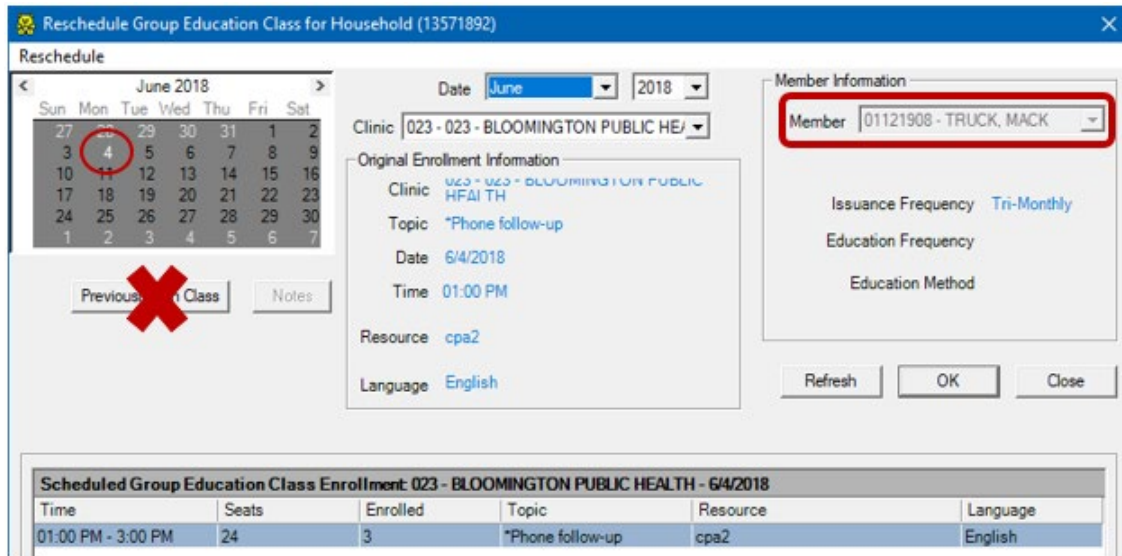 Reschedule Group Education Class for Household (13571892)
Reschedule
< June 2018 >
Sun Mon Tue Wed Thu Fri Sat
27 28 29 30 31 1 2
3 4 5 6 7 8 9
10 11 12 13 14 15 16
17 18 19 20 21 22 23
24 25 26 27 28 29 30
1 2 3 4 5 6 7
Previous Class
Notes
Date June 2018
Clinic 023 - 023 - BLOOMINGTON PUBLIC HE
Original Enrollment Information
Clinic 023 - 023 - BLOOMINGTON PUBLIC
HEALTH
Topic *Phone follow-up
Date 6/4/2018
Time 01:00 PM
Resource cpa2
Language English
Member Information
Member 01121908 - TRUCK, MACK
Issuance Frequency Tri-Monthly
Education Frequency
Education Method
Refresh OK Close
Scheduled Group Education Class Enrollment: 023 - BLOOMINGTON PUBLIC HEALTH - 6/4/2018
Time Seats Enrolled Topic Resource Language
01:00 PM - 3:00 PM 24 3 *Phone follow-up cpa2 English